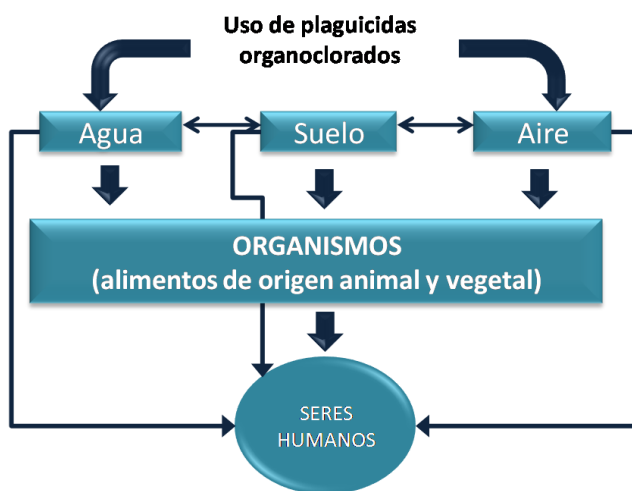 Uso de plaguicidas
organoclorados
Agua
Suelo
Aire
ORGANISMOS
(alimentos de origen animal y vegetal)
SERES
HUMANOS